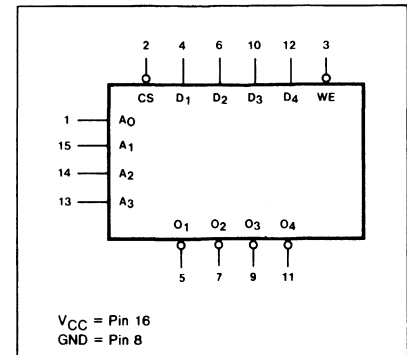 2 4 6 10 12 3
CS D1 D2 D3 D4 WE
1 A0
15 A1
14 A2
13 A3
O1 O2 O3 O4
5 7 9 11
VCC = Pin 16
GND = Pin 8